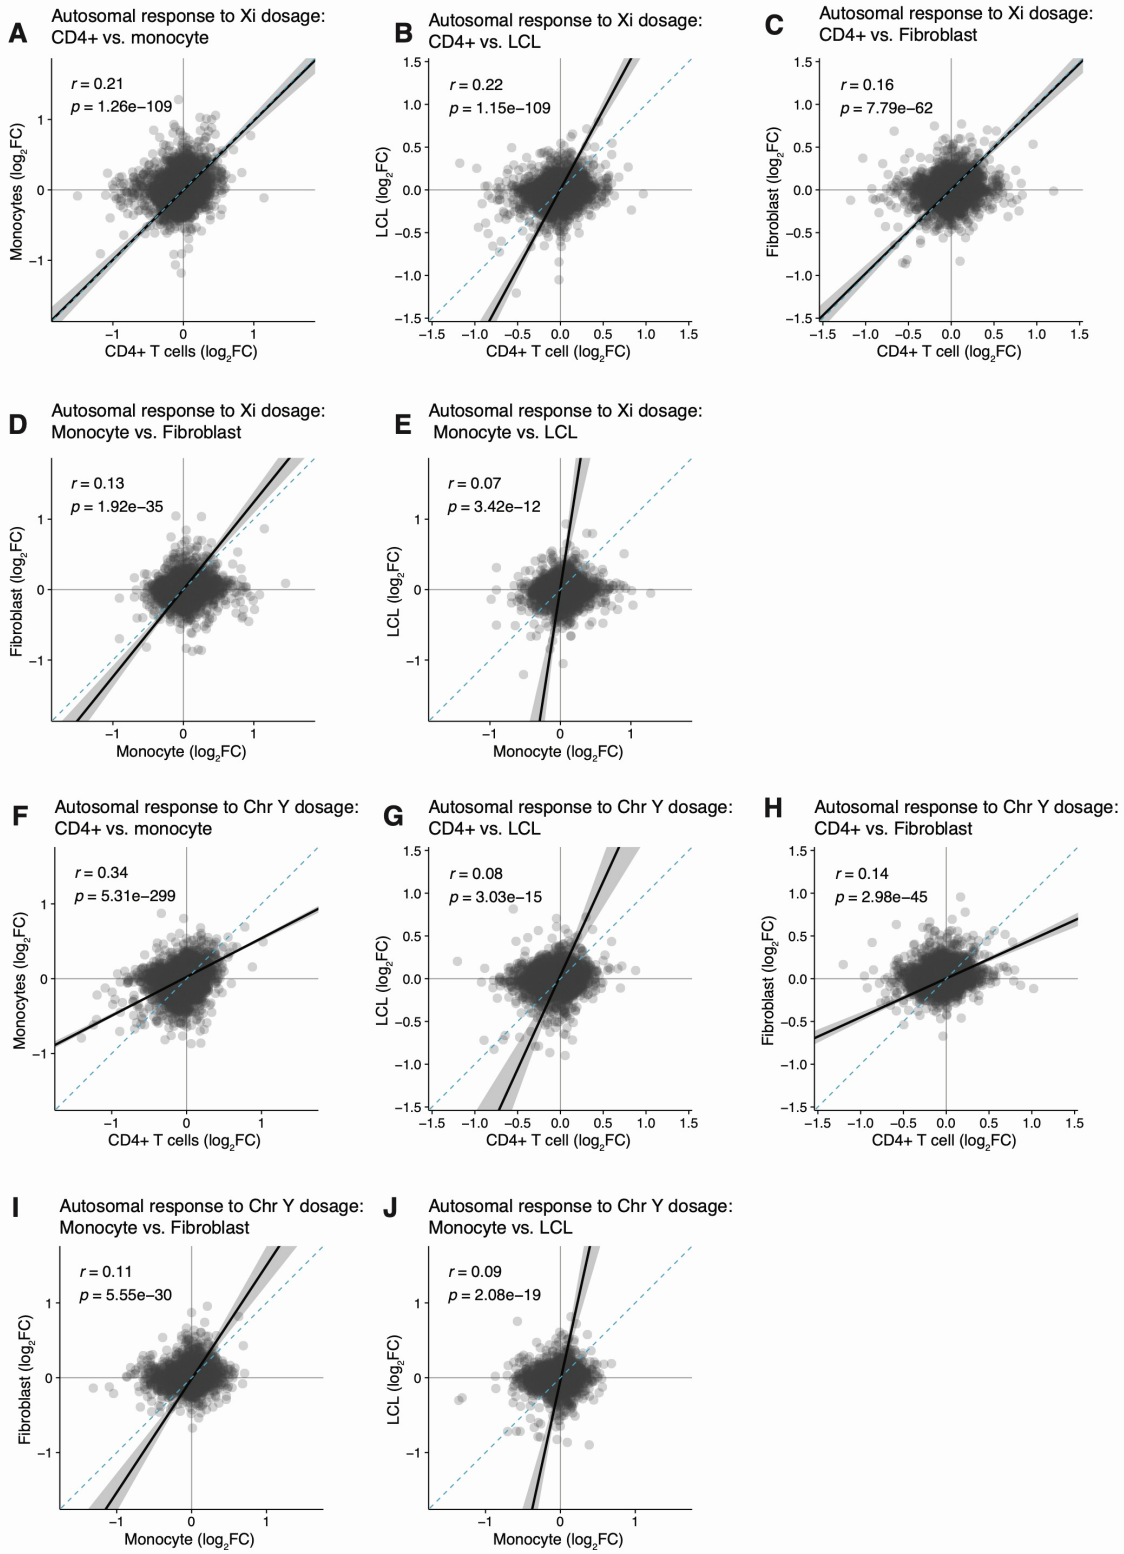 A
Autosomal response to Xi dosage:
CD4+ vs. monocyte
r = 0.21
p = 1.26e−109
Monocytes (log2FC)
1
0
−1
−1
0
1
CD4+ T cells (log2FC)
B
Autosomal response to Xi dosage:
CD4+ vs. LCL
r = 0.22
p = 1.15e−109
LCL (log2FC)
1.5
1.0
0.5
0.0
−0.5
−1.0
−1.5
−1.5
−1.0
−0.5
0.0
0.5
1.0
1.5
CD4+ T cell (log2FC)
C
Autosomal response to Xi dosage:
CD4+ vs. Fibroblast
r = 0.16
p = 7.79e−62
Fibroblast (log2FC)
1.5
1.0
0.5
0.0
−0.5
−1.0
−1.5
−1.5
−1.0
−0.5
0.0
0.5
1.0
1.5
CD4+ T cell (log2FC)
D
Autosomal response to Xi dosage:
Monocyte vs. Fibroblast
r = 0.13
p = 1.92e−35
Fibroblast (log2FC)
1
0
−1
−1
0
1
Monocyte (log2FC)
E
Autosomal response to Xi dosage:
Monocyte vs. LCL
r = 0.07
p = 3.42e−12
LCL (log2FC)
1
0
−1
−1
0
1
Monocyte (log2FC)
F
Autosomal response to Chr Y dosage:
CD4+ vs. monocyte
r = 0.34
p = 5.31e−299
Monocytes (log2FC)
1
0
−1
−1
0
1
CD4+ T cells (log2FC)
G
Autosomal response to Chr Y dosage:
CD4+ vs. LCL
r = 0.08
p = 3.03e−15
LCL (log2FC)
1.5
1.0
0.5
0.0
−0.5
−1.0
−1.5
−1.5
−1.0
−0.5
0.0
0.5
1.0
1.5
CD4+ T cell (log2FC)
H
Autosomal response to Chr Y dosage:
CD4+ vs. Fibroblast
r = 0.14
p = 2.98e−45
Fibroblast (log2FC)
1.5
1.0
0.5
0.0
−0.5
−1.0
−1.5
−1.5
−1.0
−0.5
0.0
0.5
1.0
1.5
CD4+ T cell (log2FC)
I
Autosomal response to Chr Y dosage:
Monocyte vs. Fibroblast
r = 0.11
p = 5.55e−30
Fibroblast (log2FC)
1
0
−1
−1
0
1
Monocyte (log2FC)
J
Autosomal response to Chr Y dosage:
Monocyte vs. LCL
r = 0.09
p = 2.08e−19
LCL (log2FC)
1
0
−1
−1
0
1
Monocyte (log2FC)